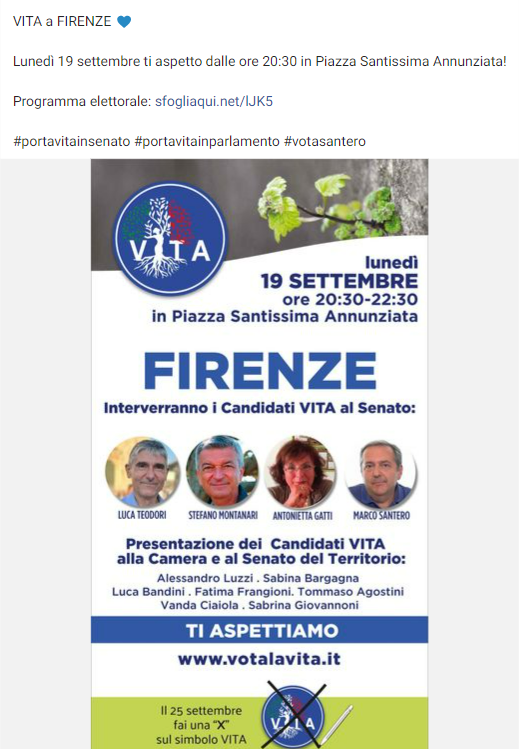 VITA a FIRENZE 💙
Lunedì 19 settembre ti aspetto dalle ore 20:30 in Piazza Santissima Annunziata!
Programma elettorale: sfogliaqui.net/lJK5
#portavitainsenato #portavitainparlamento #votasantero
VITA
lunedì
19 SETTEMBRE
ore 20:30-22:30
in Piazza Santissima Annunziata
FIRENZE
Interverranno i Candidati VITA al Senato:
LUCA TEODORI STEFANO MONTANARI ANTONIETTA GATTI MARCO SANTERO
Presentazione dei Candidati VITA
alla Camera e al Senato del Territorio:
Alessandro Luzzi . Sabina Bargagna
Luca Bandini . Fatima Frangioni. Tommaso Agostini
Vanda Ciaiola . Sabrina Giovannoni
TI ASPETTIAMO
www.votalavita.it
Il 25 settembre
fai una "X"
sul simbolo VITA
VITA